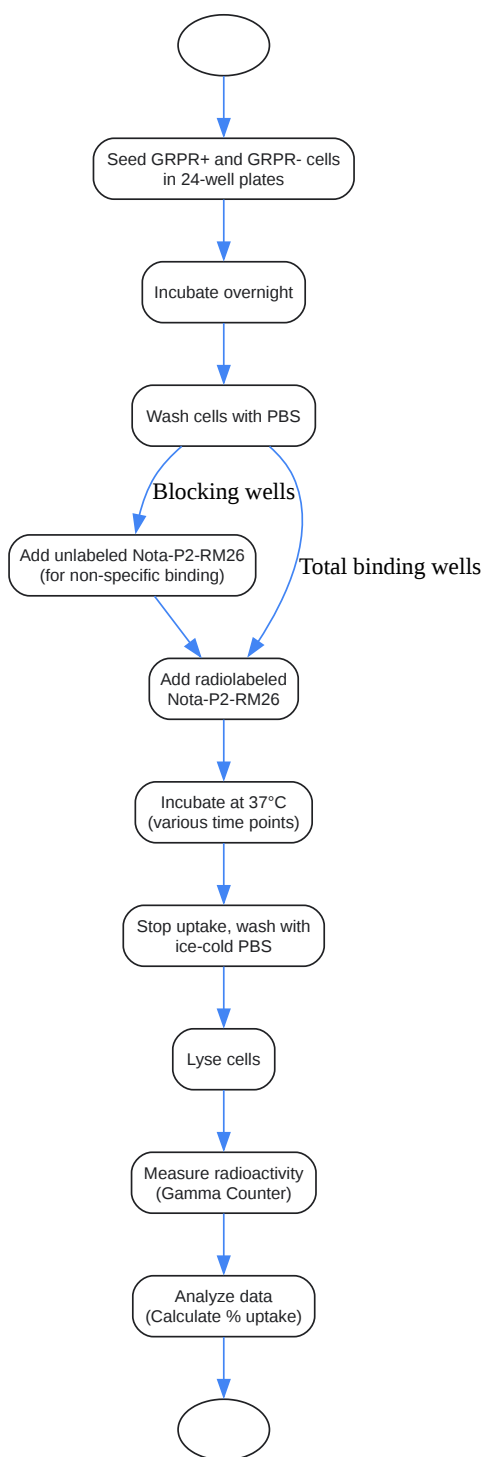 Seed GRPR+ and GRPR- cells
in 24-well plates
Incubate overnight
Wash cells with PBS
Blocking wells
Add unlabeled Nota-P2-RM26
(for non-specific binding)
Total binding wells
Add radiolabeled
Nota-P2-RM26
Incubate at 37°C
(various time points)
Stop uptake, wash with
ice-cold PBS
Lyse cells
Measure radioactivity
(Gamma Counter)
Analyze data
(Calculate % uptake)